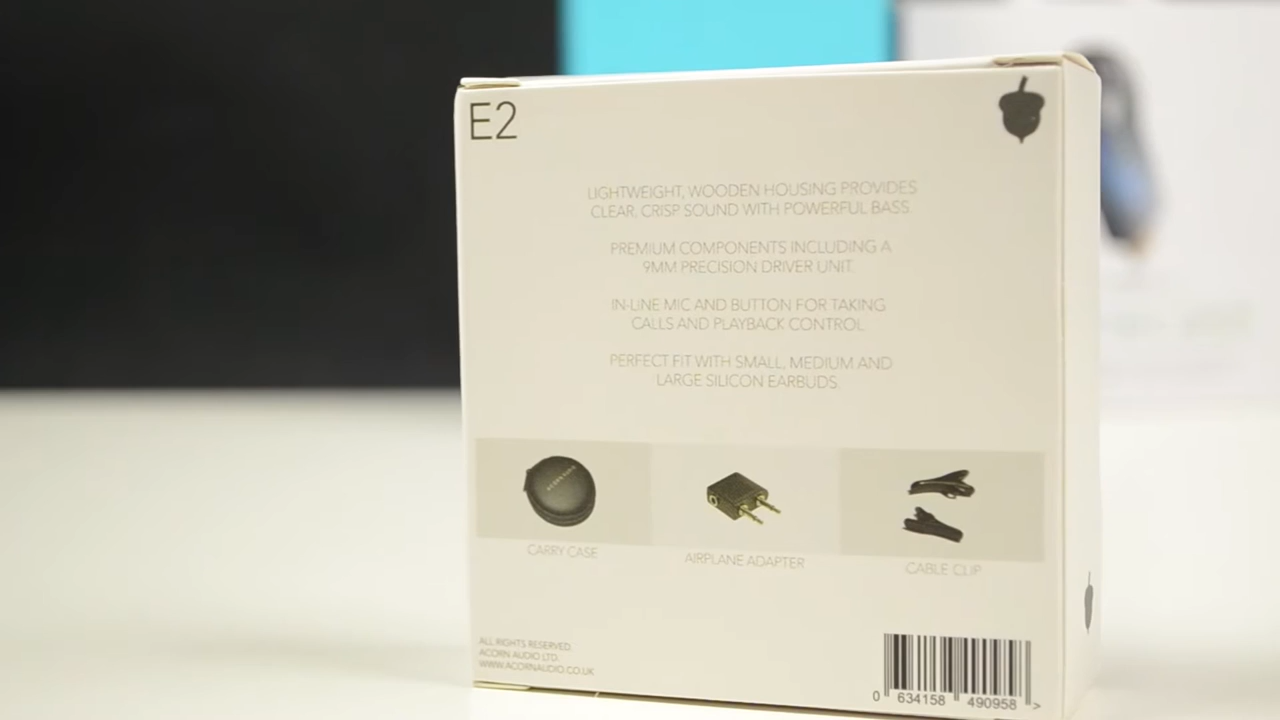 E2
LIGHTWEIGHT, WOODEN HOUSING PROVIDES
CLEAR, CRISP SOUND WITH POWERFUL BASS.
PREMIUM COMPONENTS INCLUDING A
9MM PRECISION DRIVER UNIT.
IN-LINE MIC AND BUTTON FOR TAKING
CALLS AND PLAYBACK CONTROL.
PERFECT FIT WITH SMALL, MEDIUM AND
LARGE SILICON EARBUDS.
CARRY CASE
AIRPLANE ADAPTER
CABLE CLIP
ALL RIGHTS RESERVED.
ACORN AUDIO LTD.
WWW.ACORNAUDIO.CO.UK
0 634158 490958 >